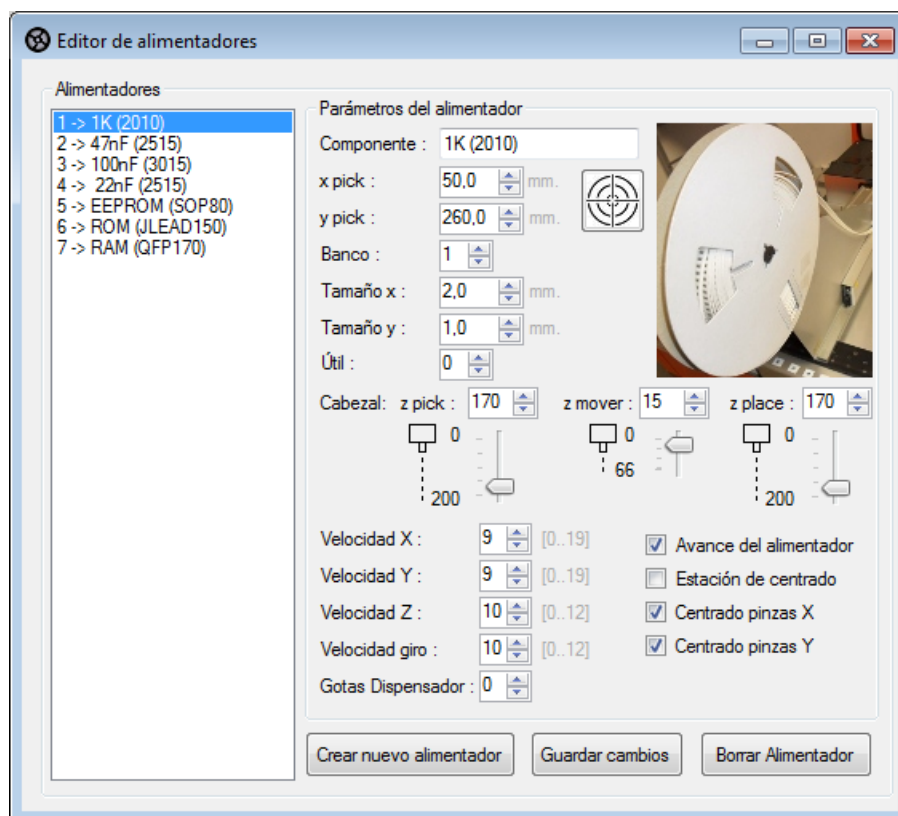 Editor de alimentadores
Alimentadores
1 -> 1K (2010)
2 -> 47nF (2515)
3 -> 100nF (3015)
4 ->  22nF (2515)
5 -> EEPROM (SOP80)
6 -> ROM (JLEAD150)
7 -> RAM (QFP170)
Parámetros del alimentador
Componente : 1K (2010)
x pick : 50,0 mm.
y pick : 260,0 mm.
Banco : 1
Tamaño x : 2,0 mm.
Tamaño y : 1,0 mm.
Útil : 0
Cabezal: z pick : 170 z mover : 15 z place : 170
0 0 0
200 66 200
Velocidad X : 9 [0..19]
Velocidad Y : 9 [0..19]
Velocidad Z : 10 [0..12]
Velocidad giro : 10 [0..12]
Gotas Dispensador : 0
Avance del alimentador
Estación de centrado
Centrado pinzas X
Centrado pinzas Y
Crear nuevo alimentador Guardar cambios Borrar Alimentador